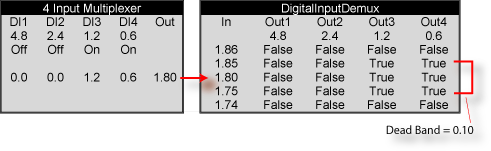 4 Input Multiplexer
DI1 DI2 DI3 DI4 Out
4.8 2.4 1.2 0.6
Off Off On On
0.0 0.0 1.2 0.6 1.80
DigitalInputDemux
In Out1 Out2 Out3 Out4
4.8 2.4 1.2 0.6
1.86 False False False False
1.85 False False True True
1.80 False False True True
1.75 False False True True
1.74 False False False False
Dead Band = 0.10